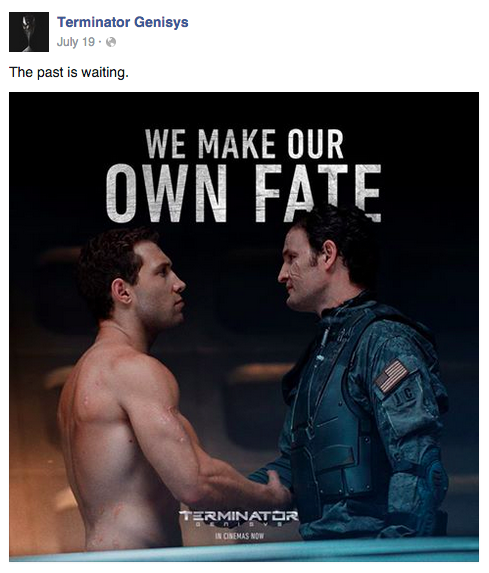 Terminator Genisys
July 19
The past is waiting.
WE MAKE OUR
OWN FATE
TERMINATOR
GENISYS
IN CINEMAS NOW